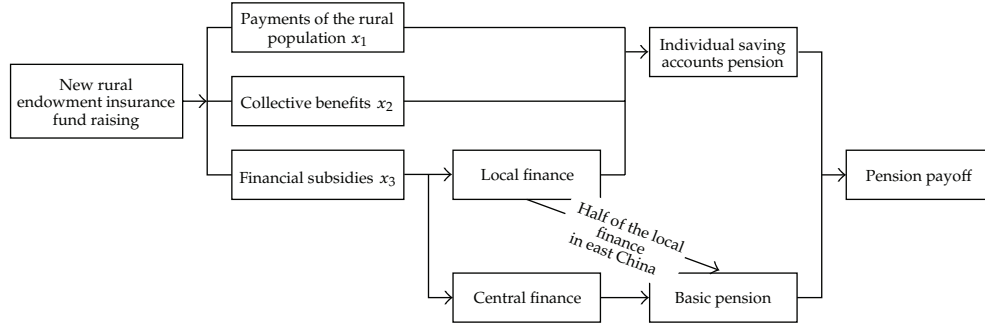 New rural
endowment insurance
fund raising
Payments of the rural
population x₁
Collective benefits x₂
Financial subsidies x₃
Local finance
Central finance
Half of the local
finance
in east China
Individual saving
accounts pension
Basic pension
Pension payoff